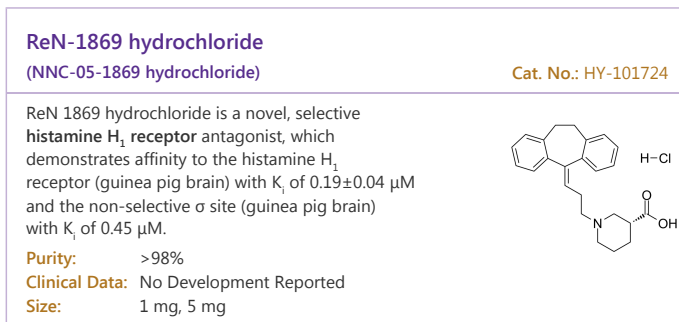 ReN-1869 hydrochloride
(NNC-05-1869 hydrochloride)
Cat. No.: HY-101724
ReN 1869 hydrochloride is a novel, selective
histamine H₁ receptor antagonist, which
demonstrates affinity to the histamine H₁
receptor (guinea pig brain) with Kᵢ of 0.19±0.04 μM
and the non-selective σ site (guinea pig brain)
with Kᵢ of 0.45 μM.
Purity: >98%
Clinical Data: No Development Reported
Size: 1 mg, 5 mg
H-Cl
O
OH
N